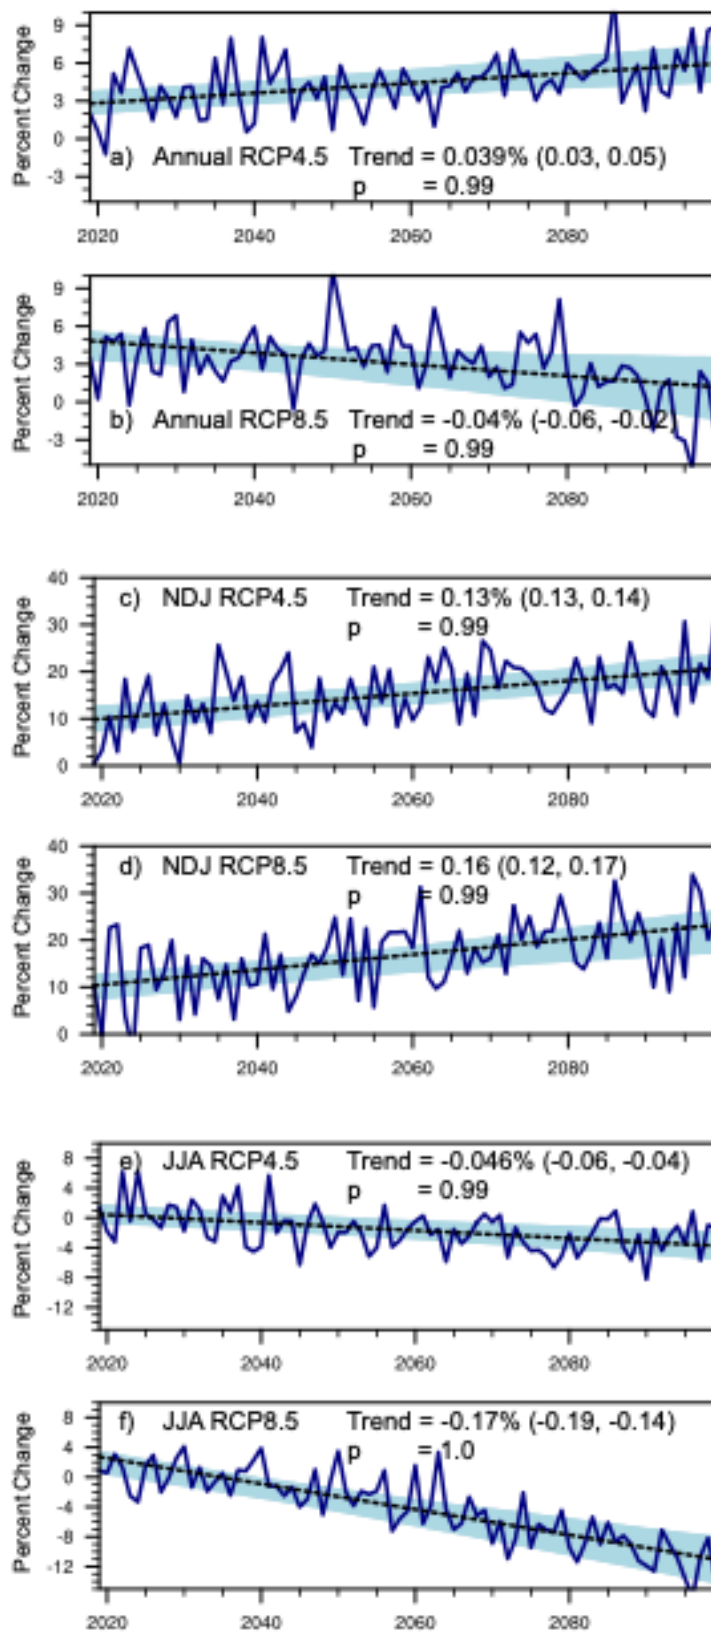 Percent Change
9
6
3
0
-3
a) Annual RCP4.5 Trend = 0.039% (0.03, 0.05)
p = 0.99
2020 2040 2060 2080
Percent Change
9
6
3
0
-3
b) Annual RCP8.5 Trend = -0.04% (-0.06, -0.02)
p = 0.99
2020 2040 2060 2080
Percent Change
40
30
20
10
0
c) NDJ RCP4.5 Trend = 0.13% (0.13, 0.14)
p = 0.99
2020 2040 2060 2080
Percent Change
40
30
20
10
0
d) NDJ RCP8.5 Trend = 0.16 (0.12, 0.17)
p = 0.99
2020 2040 2060 2080
Percent Change
8
4
0
-4
-8
-12
e) JJA RCP4.5 Trend = -0.046% (-0.06, -0.04)
p = 0.99
2020 2040 2060 2080
Percent Change
8
4
0
-4
-8
-12
f) JJA RCP8.5 Trend = -0.17% (-0.19, -0.14)
p = 1.0
2020 2040 2060 2080